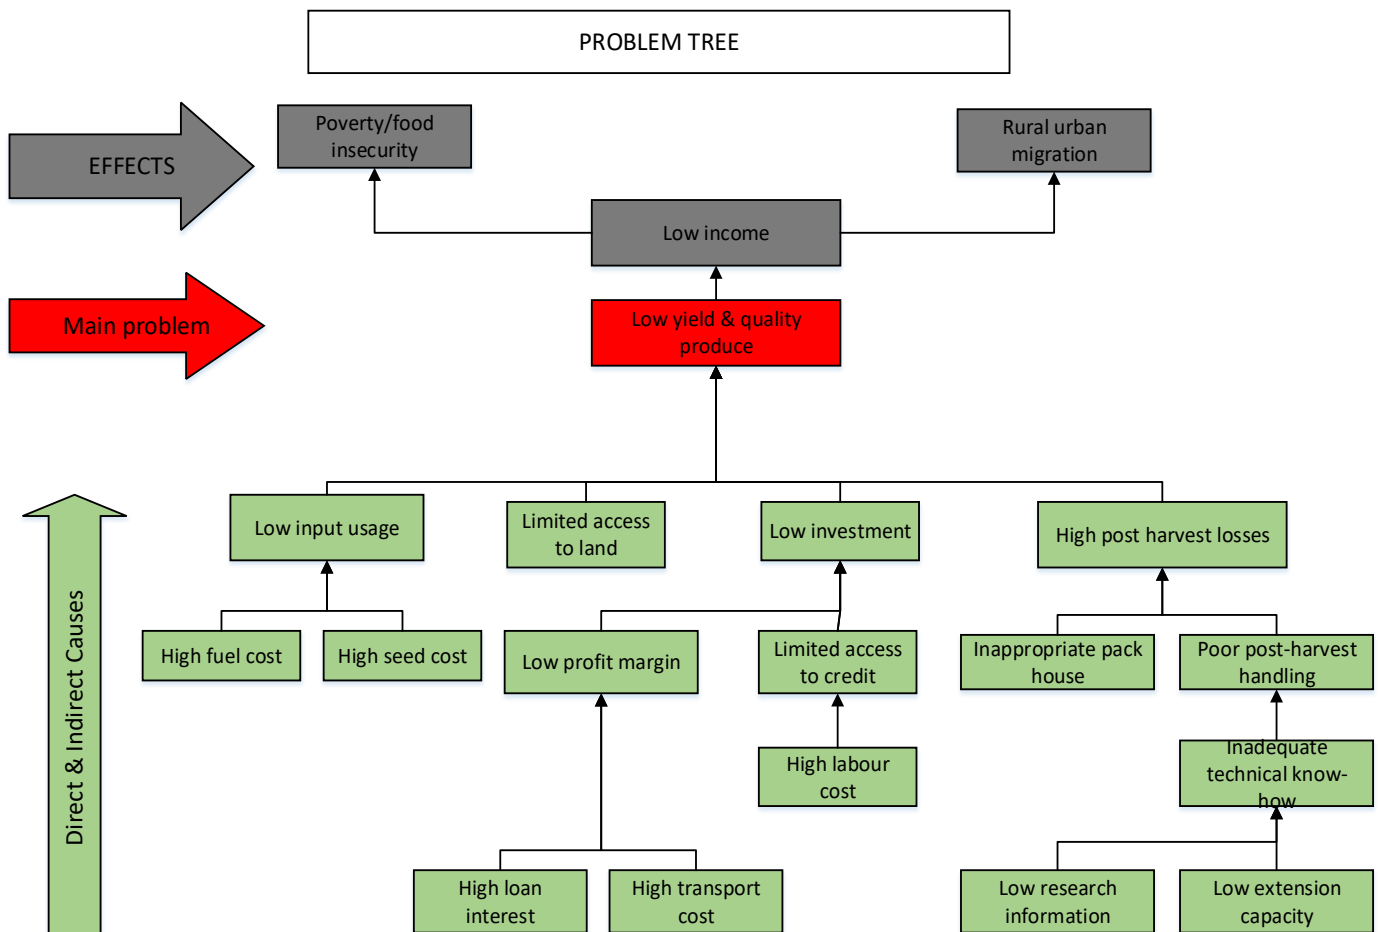 PROBLEM TREE
Poverty/food
insecurity
Rural urban
migration
EFFECTS
Low income
Main problem
Low yield & quality
produce
Direct & Indirect Causes
Low input usage
Limited access
to land
Low investment
High post harvest losses
High fuel cost
High seed cost
Low profit margin
Limited access
to credit
Inappropriate pack
house
Poor post-harvest
handling
High labour
cost
Inadequate
technical know-
how
High loan
interest
High transport
cost
Low research
information
Low extension
capacity